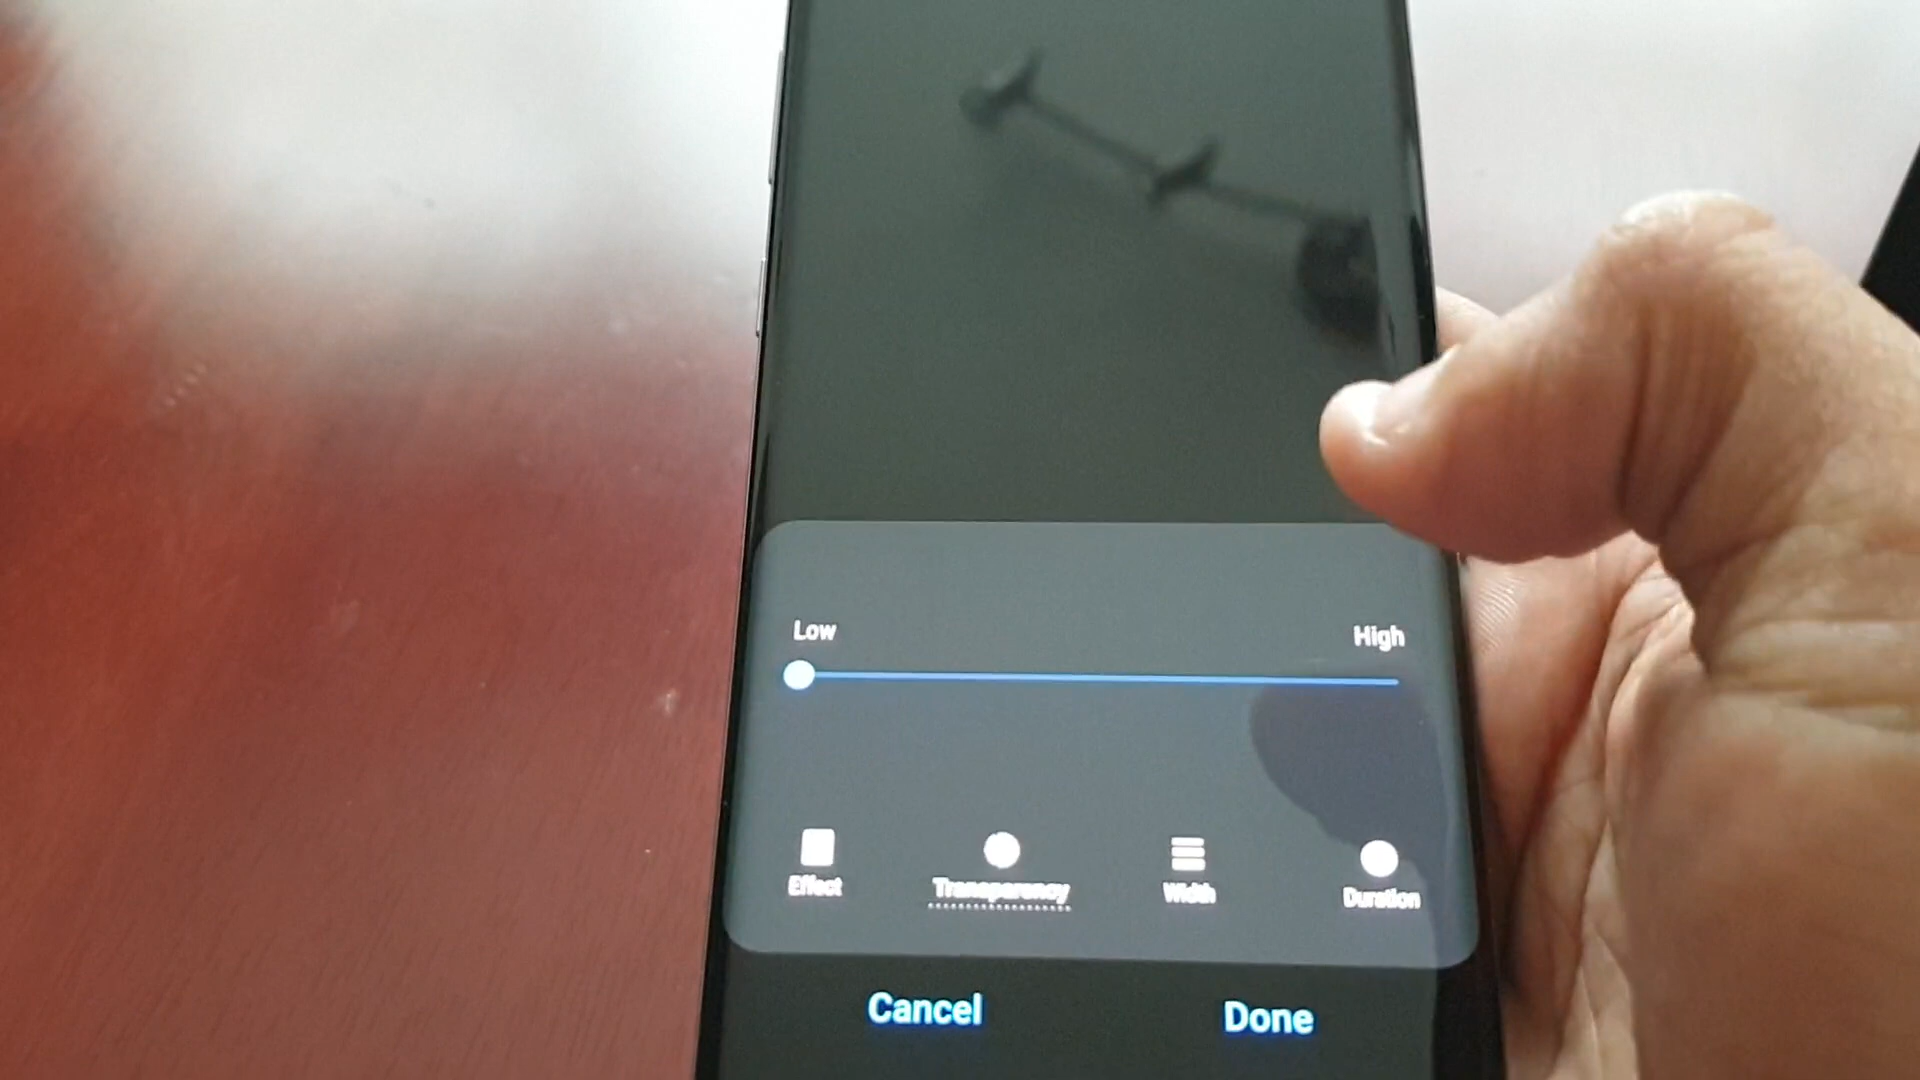 Low
High
Effect
Transparency
Width
Duration
Cancel
Done